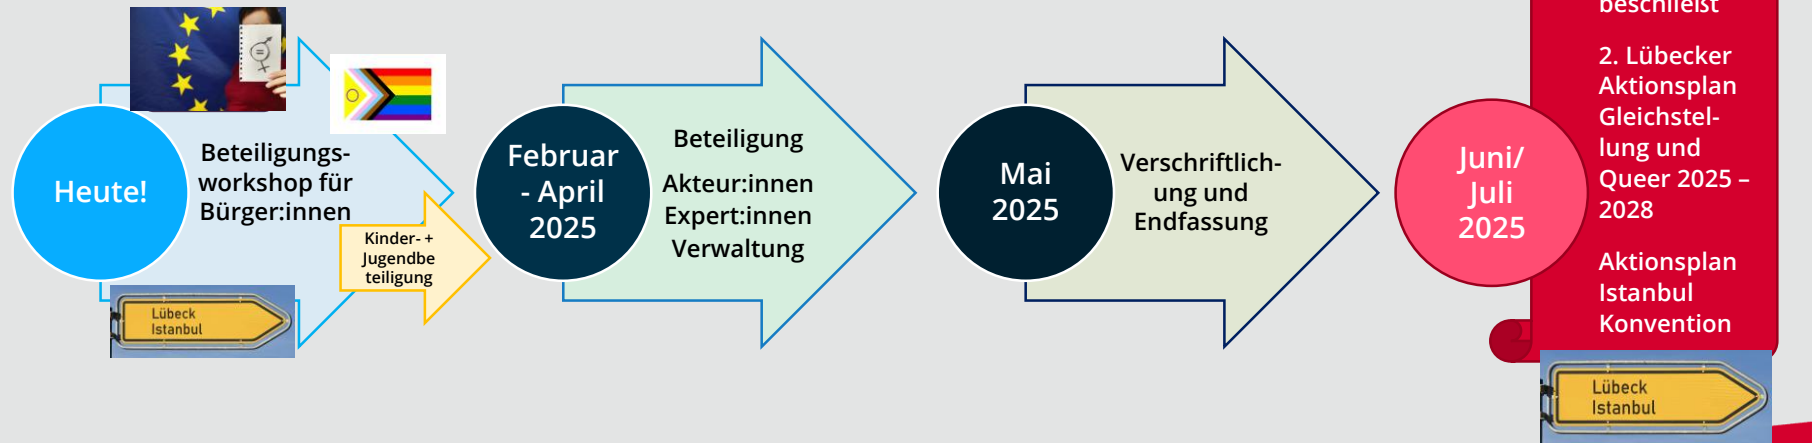 Heute!
Beteiligungs-
workshop für
Bürger:innen
Kinder- +
Jugendbe
teiligung
Lübeck
Istanbul
Februar
- April
2025
Beteiligung
Akteur:innen
Expert:innen
Verwaltung
Mai
2025
Verschriftlich-
ung und
Endfassung
Juni/
Juli
2025
beschließt
2. Lübecker
Aktionsplan
Gleichstel-
lung und
Queer 2025 –
2028
Aktionsplan
Istanbul
Konvention
Lübeck
Istanbul